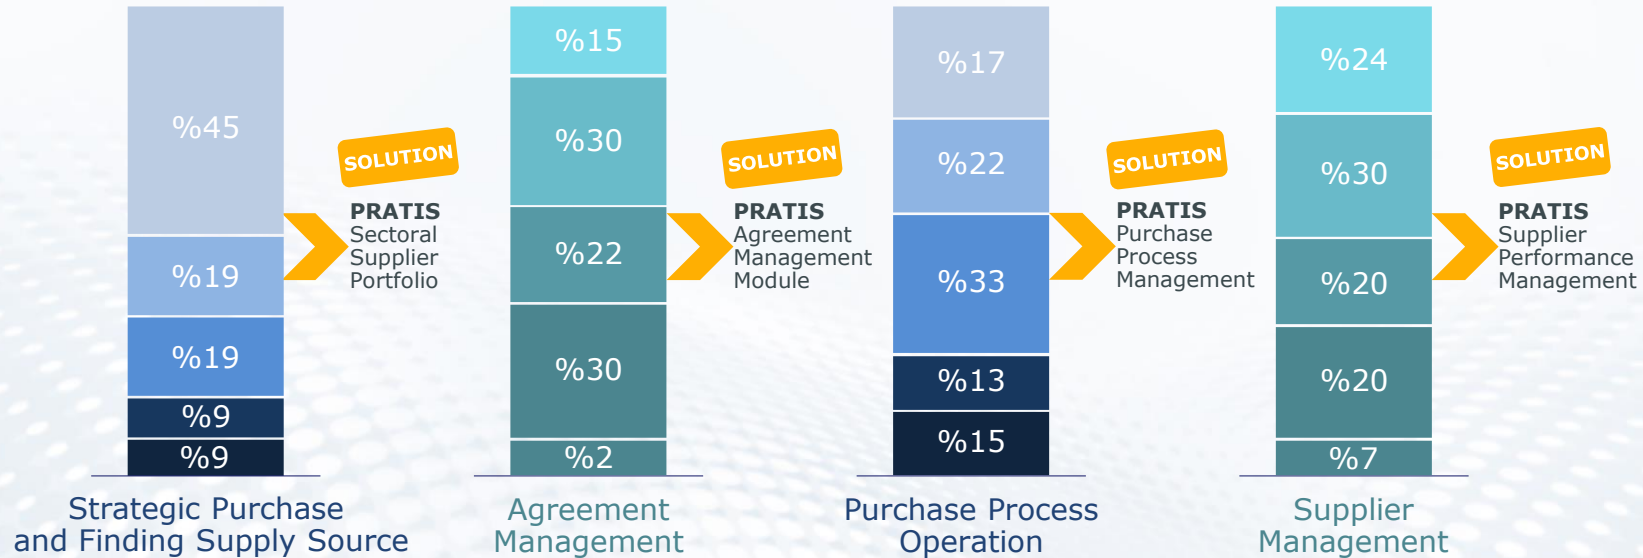 %45
%19
%19
%9
%9
Strategic Purchase
and Finding Supply Source
SOLUTION
PRATIS
Sectoral
Supplier
Portfolio
%15
%30
%22
%30
%2
Agreement
Management
SOLUTION
PRATIS
Agreement
Management
Module
%17
%22
%33
%13
%15
Purchase Process
Operation
SOLUTION
PRATIS
Purchase
Process
Management
%24
%30
%20
%20
%7
Supplier
Management
SOLUTION
PRATIS
Supplier
Performance
Management